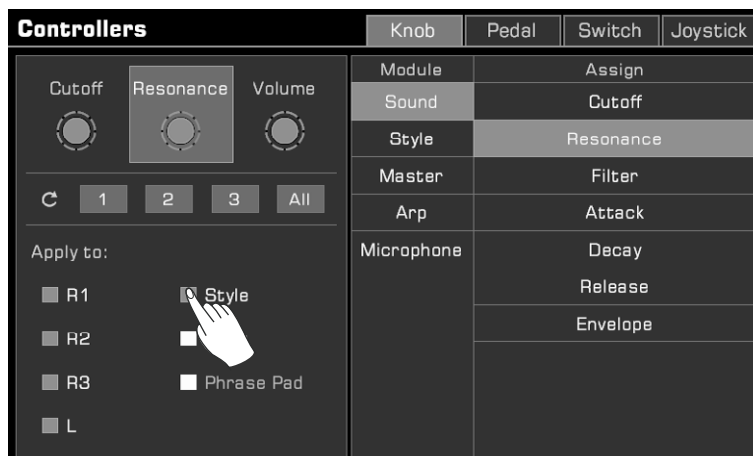 Controllers
Knob
Pedal
Switch
Joystick
Cutoff
Resonance
Volume
1
2
3
All
Apply to:
R1
Style
R2
R3
Phrase Pad
L
Module
Assign
Sound
Cutoff
Style
Resonance
Master
Filter
Arp
Attack
Microphone
Decay
Release
Envelope